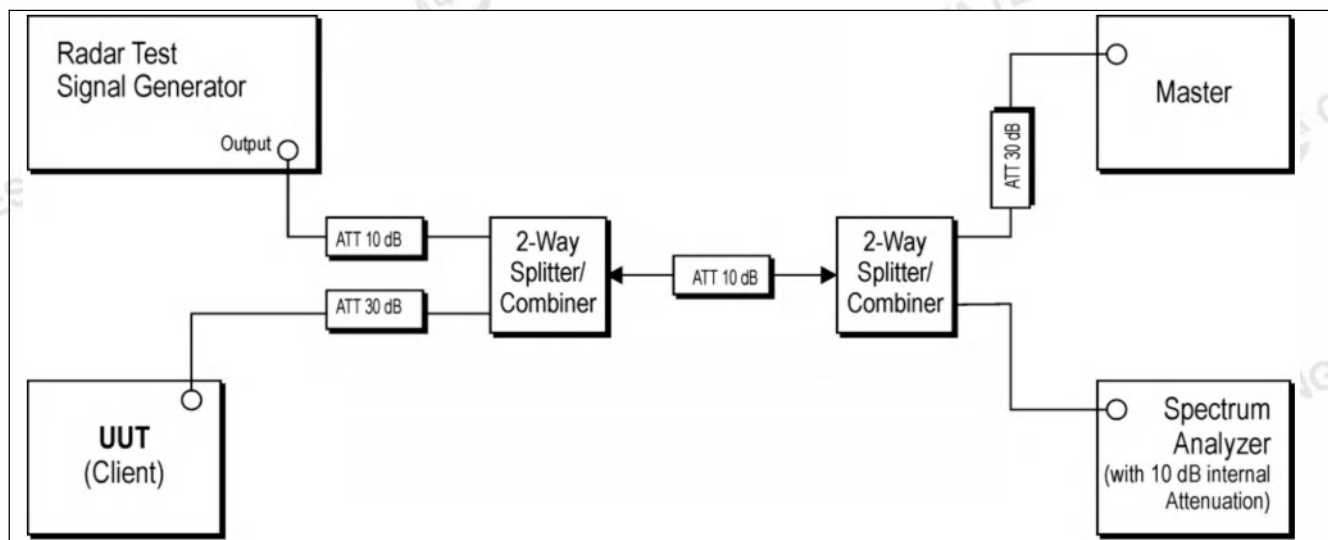 Radar Test
Signal Generator
Output
Master
ATT 30 dB
ATT 10 dB
2-Way
Splitter/
Combiner
ATT 10 dB
2-Way
Splitter/
Combiner
ATT 30 dB
UUT
(Client)
Spectrum
Analyzer
(with 10 dB internal
Attenuation)